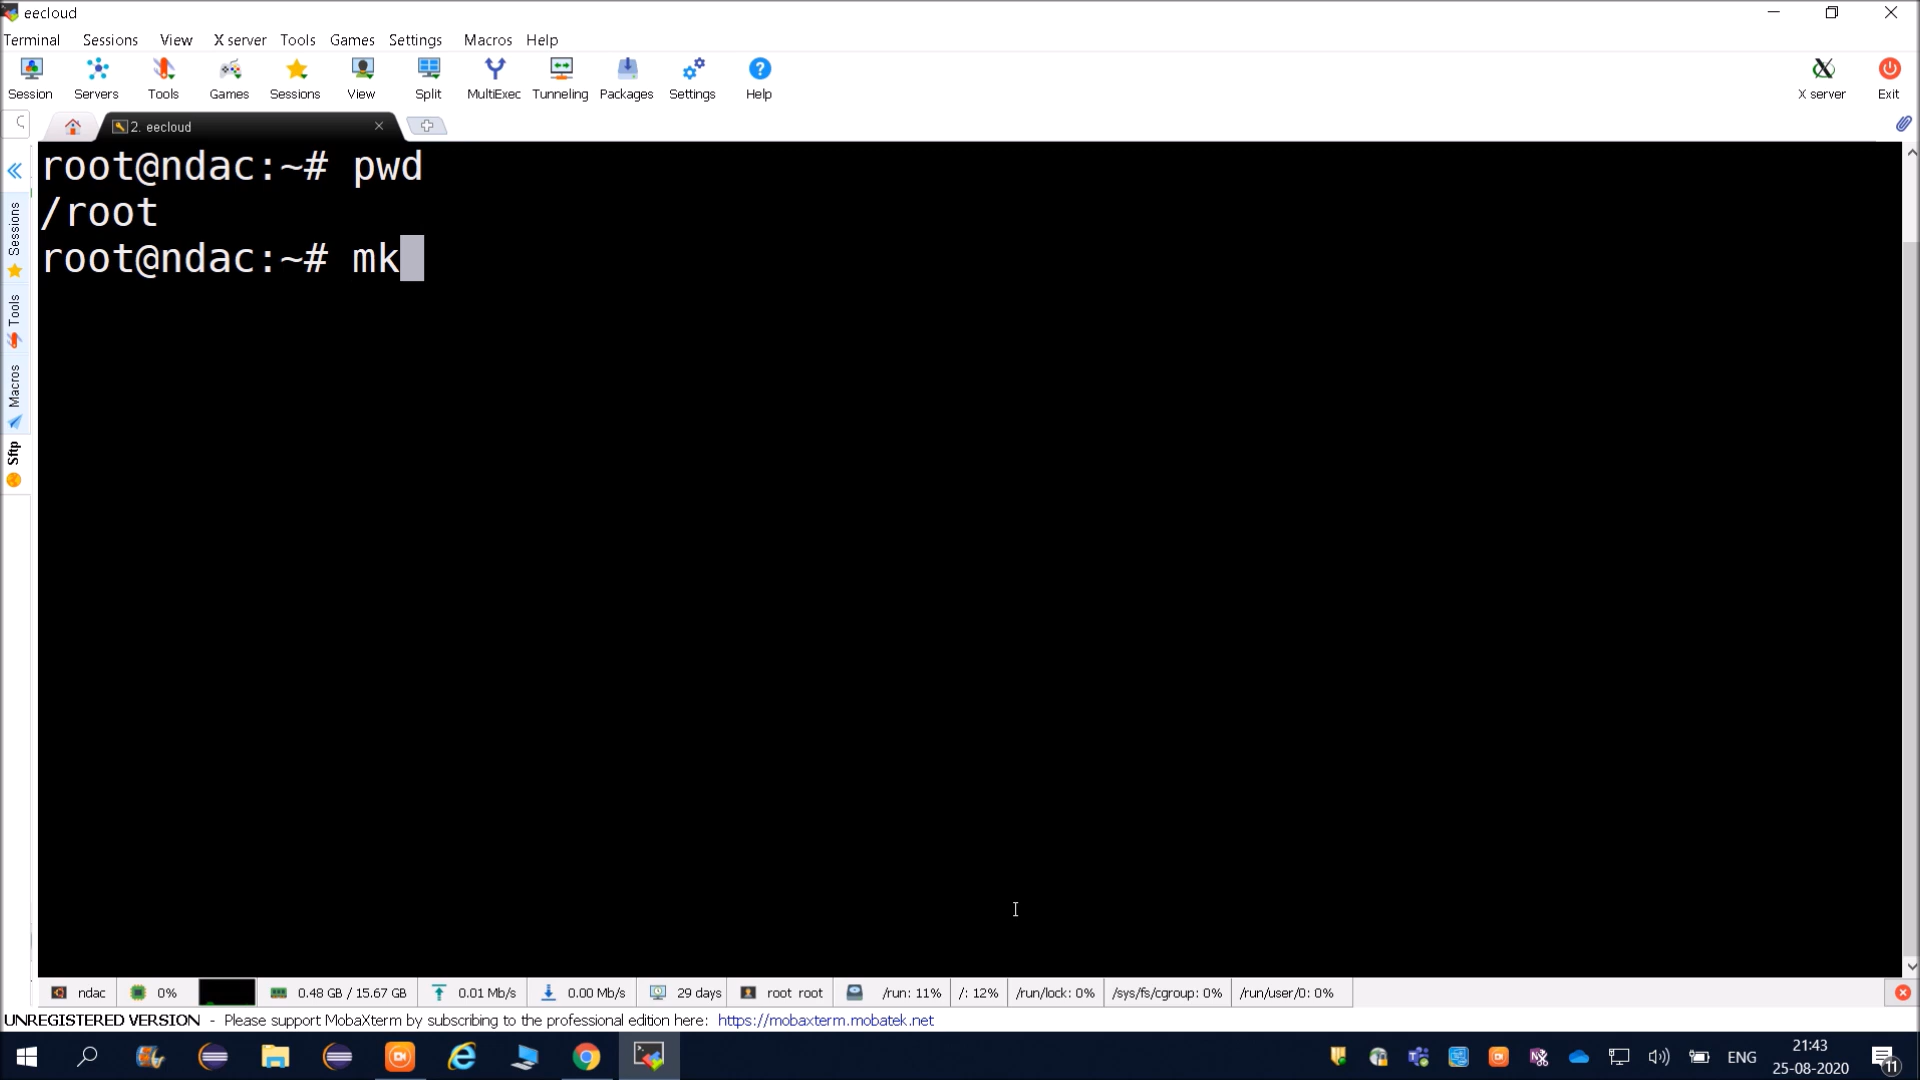 eecloud
Terminal Sessions View X server Tools Games Settings Macros Help
Session Servers Tools Games Sessions View Split MultiExec Tunneling Packages Settings Help X server Exit
2. eecloud
root@ndac:~# pwd
/root
root@ndac:~# mk
Sessions
Tools
Macros
Sftp
ndac 0% 0.48 GB / 15.67 GB 0.01 Mb/s 0.00 Mb/s 29 days root root /run: 11% /: 12% /run/lock: 0% /sys/fs/cgroup: 0% /run/user/0: 0%
UNREGISTERED VERSION - Please support MobaXterm by subscribing to the professional edition here: https://mobaxterm.mobatek.net
ENG 21:43
25-08-2020 11